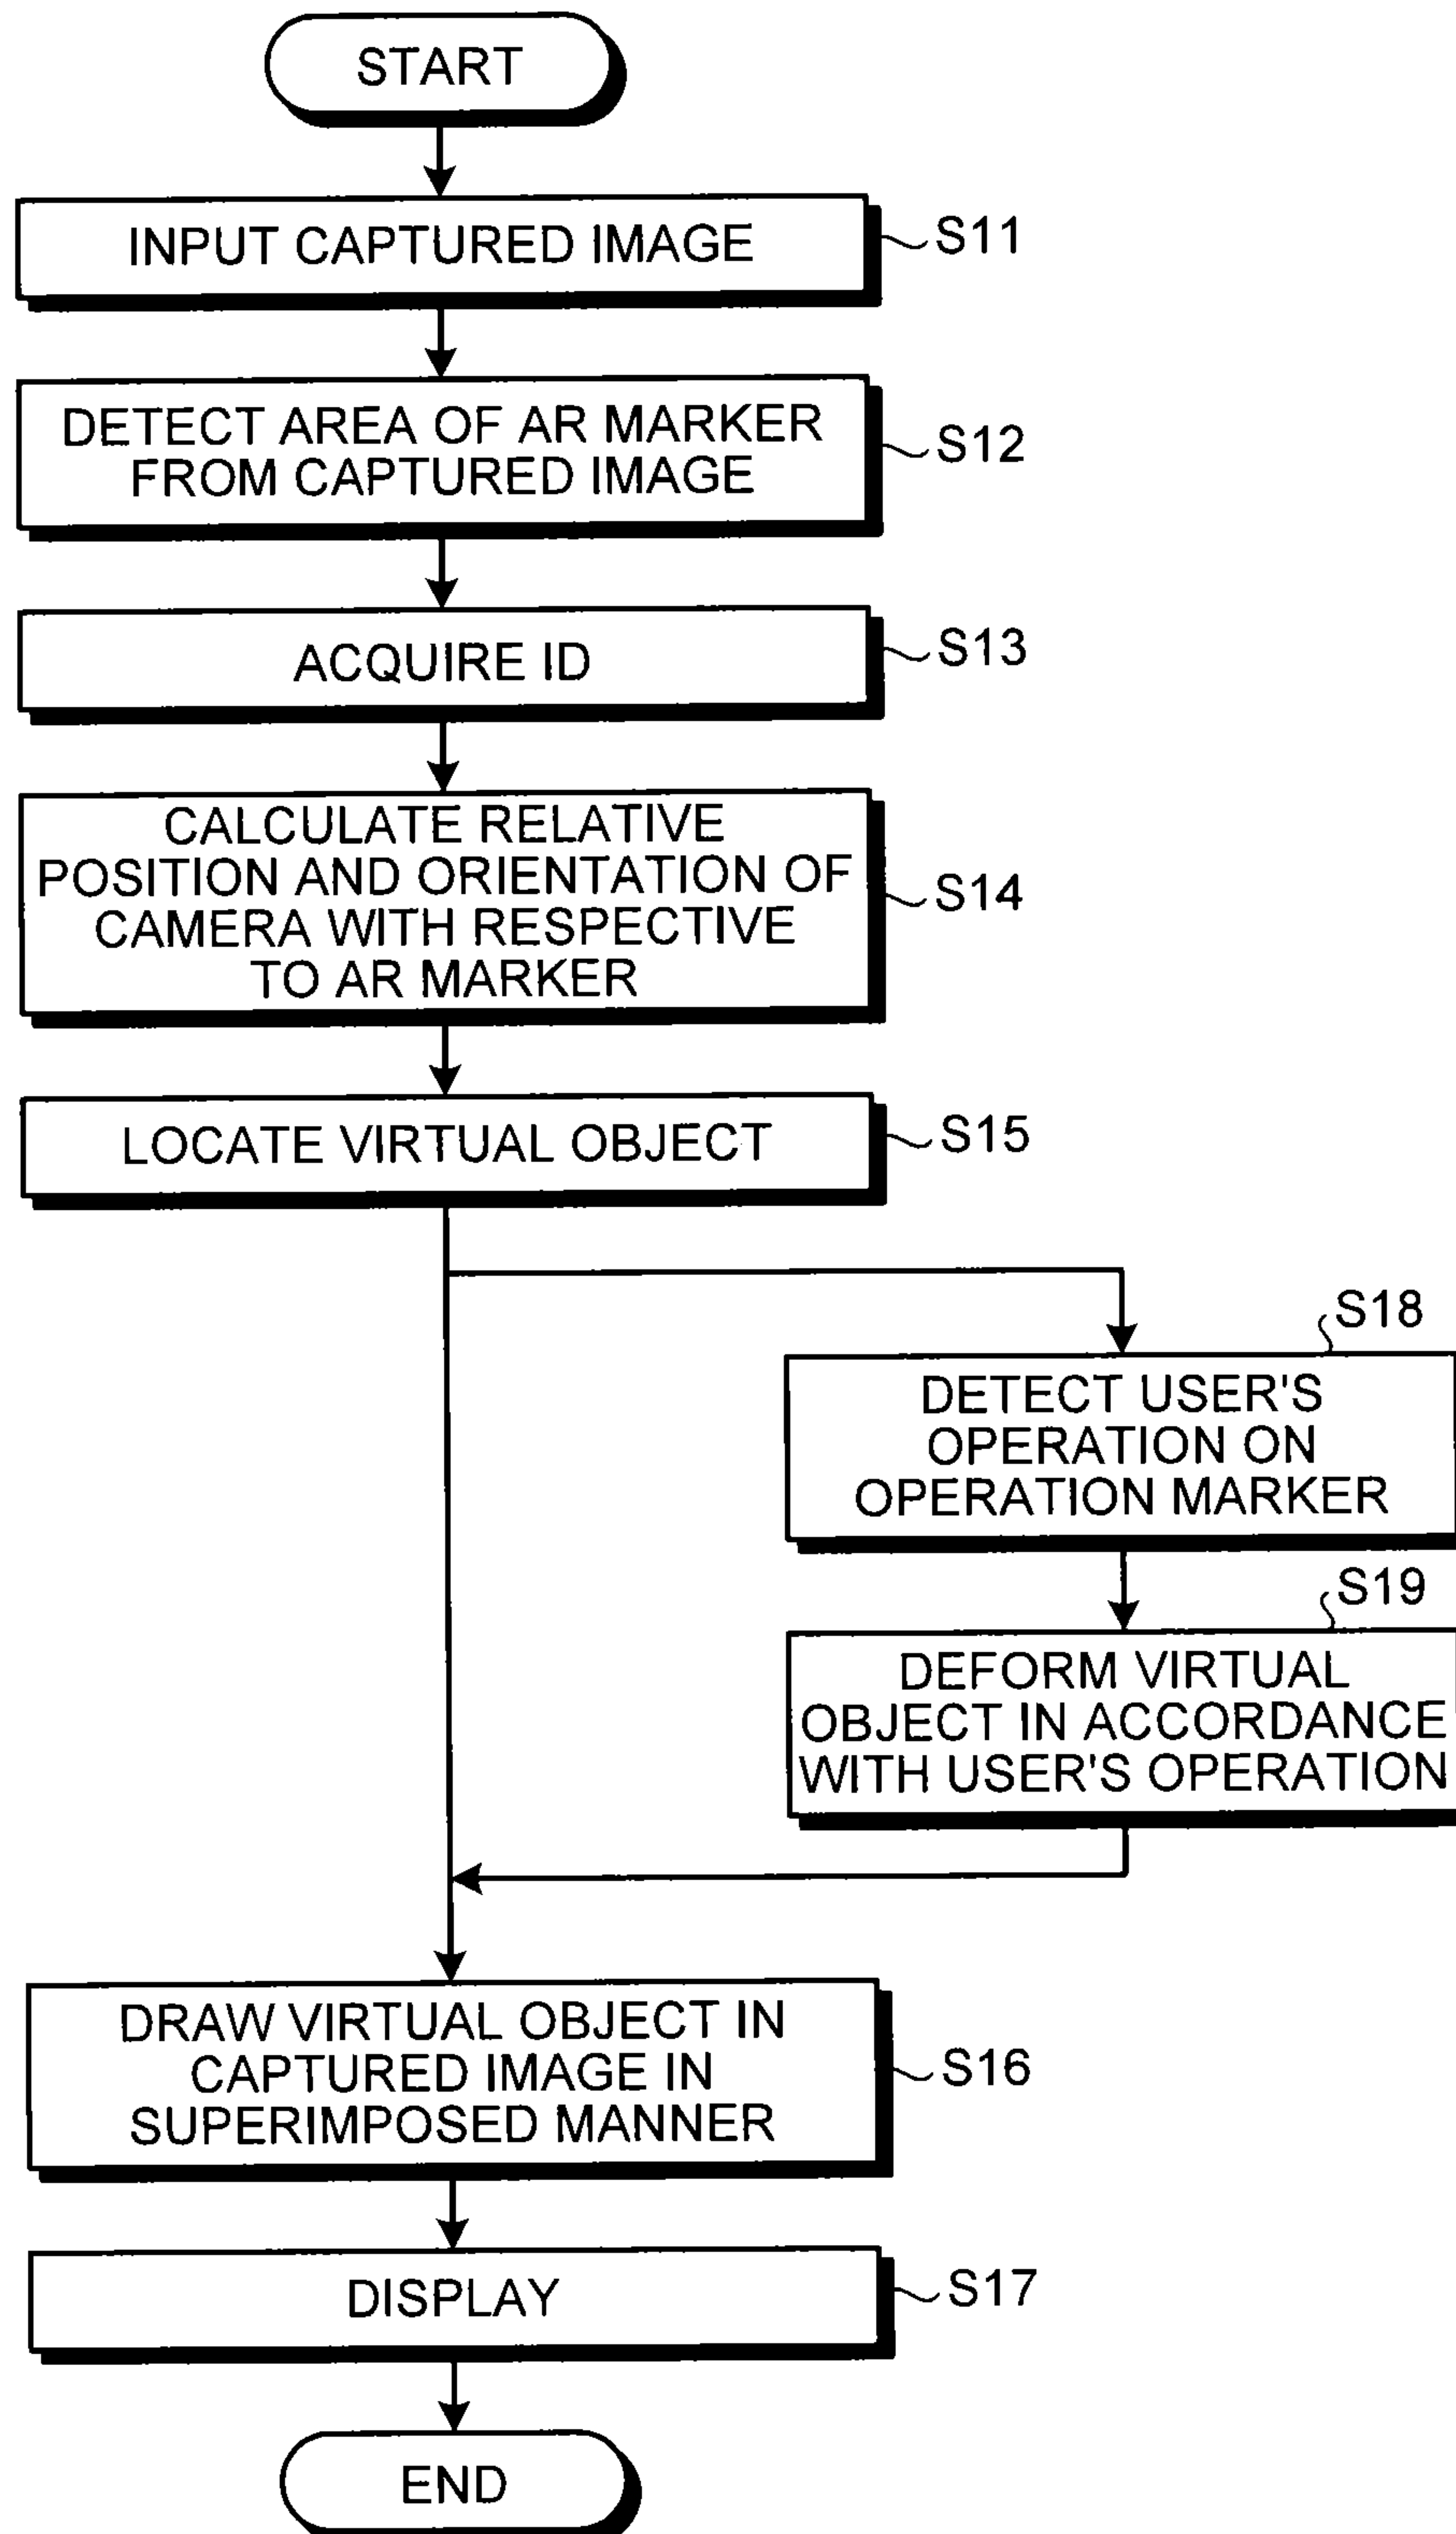 START
INPUT CAPTURED IMAGE
S11
DETECT AREA OF AR MARKER
FROM CAPTURED IMAGE
S12
ACQUIRE ID
S13
CALCULATE RELATIVE
POSITION AND ORIENTATION OF
CAMERA WITH RESPECTIVE
TO AR MARKER
S14
LOCATE VIRTUAL OBJECT
S15
S18
DETECT USER'S
OPERATION ON
OPERATION MARKER
S19
DEFORM VIRTUAL
OBJECT IN ACCORDANCE
WITH USER'S OPERATION
DRAW VIRTUAL OBJECT IN
CAPTURED IMAGE IN
SUPERIMPOSED MANNER
S16
DISPLAY
S17
END